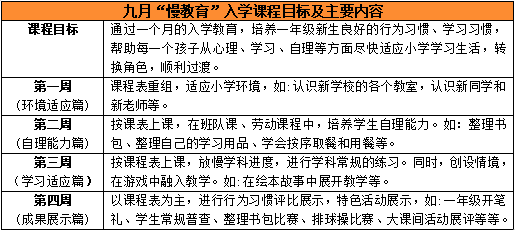 九月“慢教育”入学课程目标及主要内容
课程目标
通过一个月的入学教育，培养一年级新生良好的行为习惯、学习习惯，
帮助每一个孩子从心理、学习、自理等方面尽快适应小学学习生活，转
换角色，顺利过渡。
第一周
(环境适应篇)
课程表重组，适应小学环境，如：认识新学校的各个教室，认识新同学和
新老师等。
第二周
(自理能力篇)
按课表上课，在班队课、劳动课程中，培养学生自理能力。如：整理书
包、整理自己的学习用品、学会按序取餐和用餐等。
第三周
(学习适应篇)
按课程表上课，放慢学科进度，进行学科常规的练习。同时，创设情境，
在游戏中融入教学。如：在绘本故事中展开教学等。
第四周
(成果展示篇)
以课程表为主，进行行为习惯评比展示，特色活动展示，如：一年级开笔
礼、学生常规普查、整理书包比赛、排球操比赛、大课间活动展评等等。